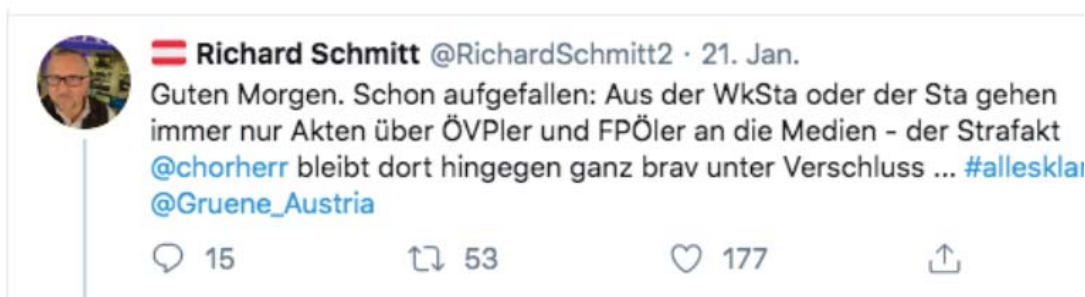 Richard Schmitt @RichardSchmitt2 · 21. Jan.
Guten Morgen. Schon aufgefallen: Aus der WkSta oder der Sta gehen
immer nur Akten über ÖVPler und FPÖler an die Medien - der Strafakt
@chorherr bleibt dort hingegen ganz brav unter Verschluss ... #allesklar
@Gruene_Austria
15 53 177